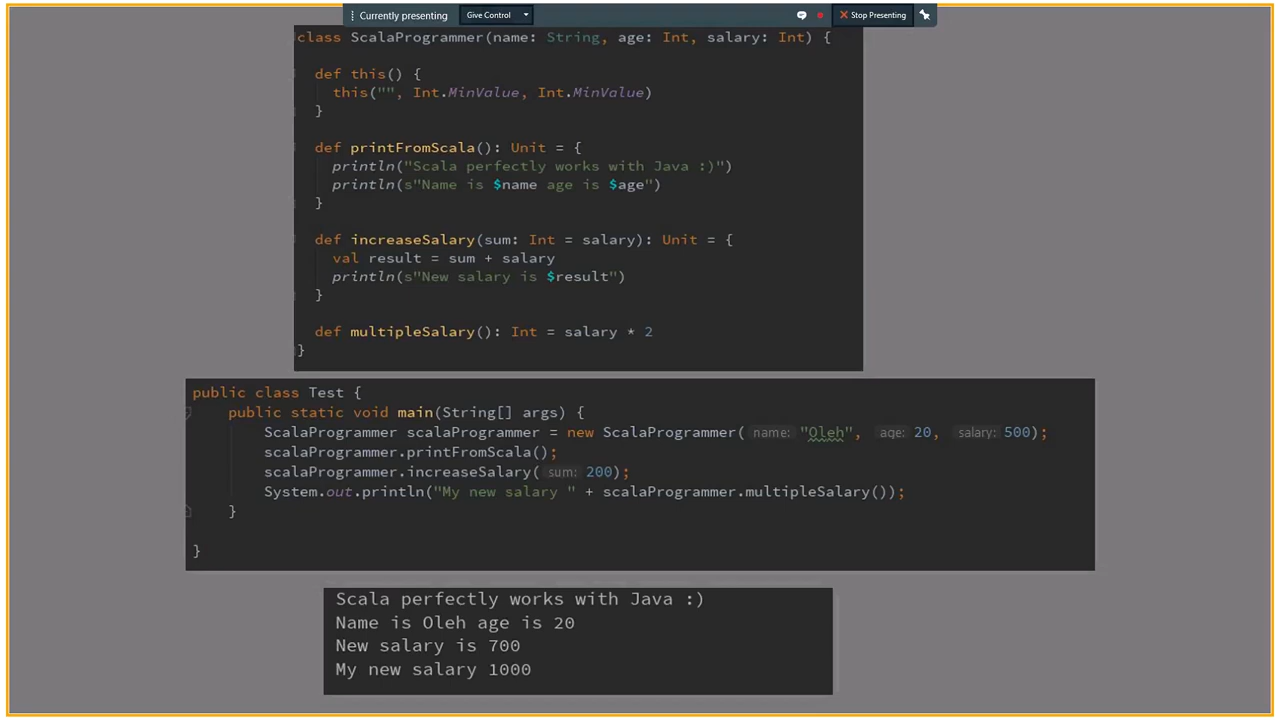 Currently presenting Give Control Stop Presenting
class ScalaProgrammer(name: String, age: Int, salary: Int) {
def this() {
this("", Int.MinValue, Int.MinValue)
}
def printFromScala(): Unit = {
println("Scala perfectly works with Java :)")
println(s"Name is $name age is $age")
}
def increaseSalary(sum: Int = salary): Unit = {
val result = sum + salary
println(s"New salary is $result")
}
def multipleSalary(): Int = salary * 2
}
public class Test {
public static void main(String[] args) {
ScalaProgrammer scalaProgrammer = new ScalaProgrammer( name: "Oleh", age: 20, salary: 500);
scalaProgrammer.printFromScala();
scalaProgrammer.increaseSalary( sum: 200);
System.out.println("My new salary " + scalaProgrammer.multipleSalary());
}
}
Scala perfectly works with Java :)
Name is Oleh age is 20
New salary is 700
My new salary 1000